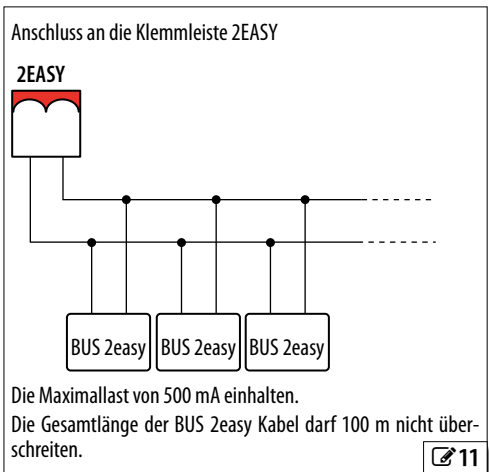 Anschluss an die Klemmleiste 2EASY
2EASY
BUS 2easy BUS 2easy BUS 2easy
Die Maximallast von 500 mA einhalten.
Die Gesamtlänge der BUS 2easy Kabel darf 100 m nicht über-
schreiten.
11